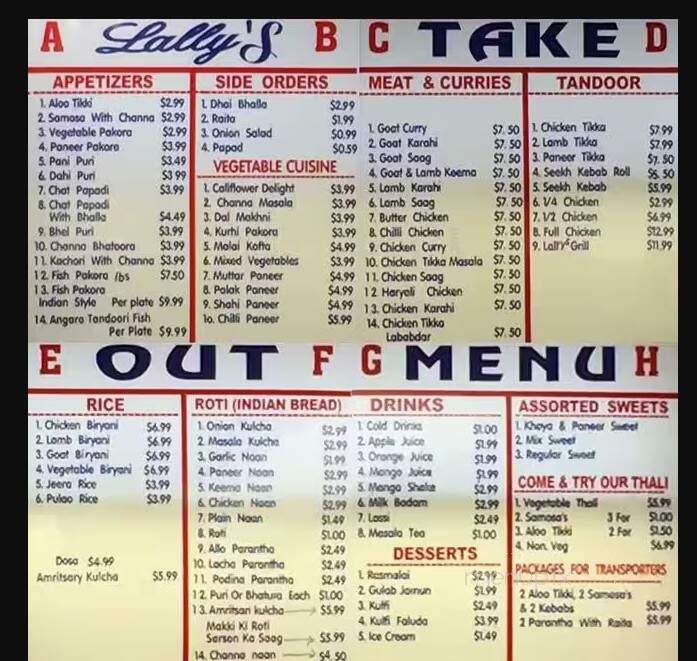 A Lally'S B C TAKE D
APPETIZERS
1. Aloo Tikki $2.99
2. Samosa With Channa $2.99
3. Vegetable Pakora $2.99
4. Paneer Pakora $3.99
5. Pani Puri $3.49
6. Dahi Puri $3.99
7. Chat Papadi $3.99
8. Chat Papadi
With Bhalla $4.49
9. Bhel Puri $3.99
10. Channa Bhatoora $3.99
11. Kachori With Channa $3.99
12. Fish Pakora lbs $7.50
13. Fish Pakora
Indian Style Per plate $9.99
14. Angara Tandoori Fish
Per Plate $9.99
SIDE ORDERS
1. Dhai Bhalla $2.99
2. Raita $1.99
3. Onion Salad $0.99
4. Papad $0.59
VEGETABLE CUISINE
1. Califlower Delight $3.99
2. Channa Masala $3.99
3. Dal Makhni $3.99
4. Kurhi Pakora $3.99
5. Malai Kofta $4.99
6. Mixed Vegetables $3.99
7. Muttar Paneer $4.99
8. Palak Paneer $4.99
9. Shahi Paneer $4.99
10. Chilli Paneer $5.99
MEAT & CURRIES
1. Goat Curry $7.50
2. Goat Karahi $7.50
3. Goat Saag $7.50
4. Goat & Lamb Keema $7.50
5. Lamb Karahi $7.50
6. Lamb Saag $7.50
7. Butter Chicken $7.50
8. Chilli Chicken $7.50
9. Chicken Curry $7.50
10. Chicken Tikka Masala $7.50
11. Chicken Saag $7.50
12. Haryali Chicken $7.50
13. Chicken Karahi $7.50
14. Chicken Tikka
Lababdar $7.50
TANDOOR
1. Chicken Tikka $7.99
2. Lamb Tikka $7.99
3. Paneer Tikka $7.50
4. Seekh Kebab Roll $6.50
5. Seekh Kebab $5.99
6. 1/4 Chicken $2.99
7. 1/2 Chicken $6.99
8. Full Chicken $12.99
9. Lally's Grill $11.99
E OUT F G MENU H
RICE
1. Chicken Biryani $6.99
2. Lamb Biryani $6.99
3. Goat Biryani $6.99
4. Vegetable Biryani $6.99
5. Jeera Rice $3.99
6. Pulao Rice $3.99
Dosa $4.99
Amritsary Kulcha $5.99
ROTI (INDIAN BREAD)
1. Onion Kulcha $2.99
2. Masala Kulcha $2.99
3. Garlic Naan $1.99
4. Paneer Naan $2.99
5. Keema Naan $2.99
6. Chicken Naan $2.99
7. Plain Naan $1.49
8. Roti $1.00
9. Allo Parantha $2.49
10. Lacha Parantha $2.49
11. Podina Parantha $2.49
12. Puri Or Bhatura Each $1.00
13. Amritsari kulcha $5.99
Makki Ki Roti
Sarson Ka Saag $5.99
14. Channa naan $4.50
DRINKS
1. Cold Drinks $1.00
2. Apple Juice $1.99
3. Orange Juice $1.99
4. Mango Juice $1.99
5. Mango Shake $2.99
6. Milk Badam $2.99
7. Lassi $2.49
8. Masala Tea $1.00
DESSERTS
1. Rasmalai $2.99
2. Gulab Jamun $1.99
3. Kulfi $2.49
4. Kulfi Faluda $3.99
5. Ice Cream $1.49
ASSORTED SWEETS
1. Khoya & Paneer Sweet
2. Mix Sweet
3. Regular Sweet
COME & TRY OUR THALI
1. Vegetable Thali $5.99
2. Samosa's 3 For $1.00
3. Aloo Tikki 2 For $1.50
4. Non. Veg $6.99
PACKAGES FOR TRANSPORTERS
2 Aloo Tikki, 2 Samosa's
& 2 Kebabs $5.99
2 Parantha With Raita $5.99